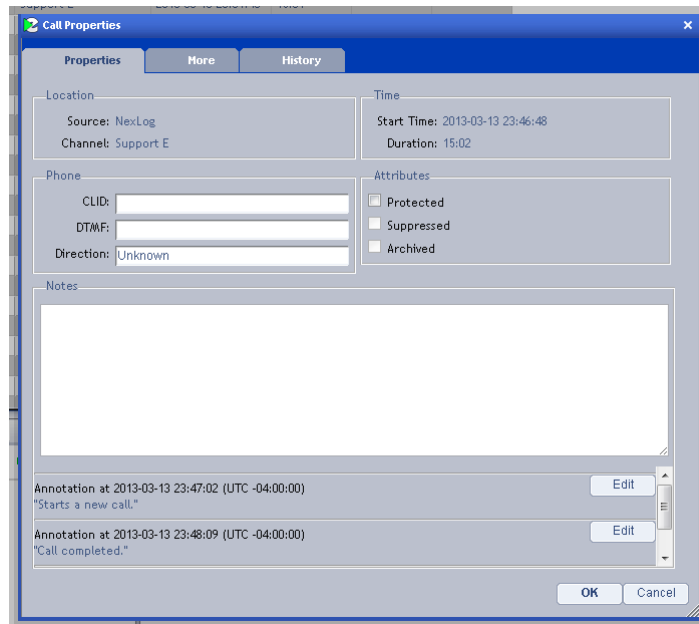 Call Properties
Properties More History
Location
Source: NexLog
Channel: Support E
Time
Start Time: 2013-03-13 23:46:48
Duration: 15:02
Phone
CLID:
DTMF:
Direction: Unknown
Attributes
Protected
Suppressed
Archived
Notes
Annotation at 2013-03-13 23:47:02 (UTC -04:00:00)
"Starts a new call."
Edit
Annotation at 2013-03-13 23:48:09 (UTC -04:00:00)
"Call completed."
Edit
OK Cancel